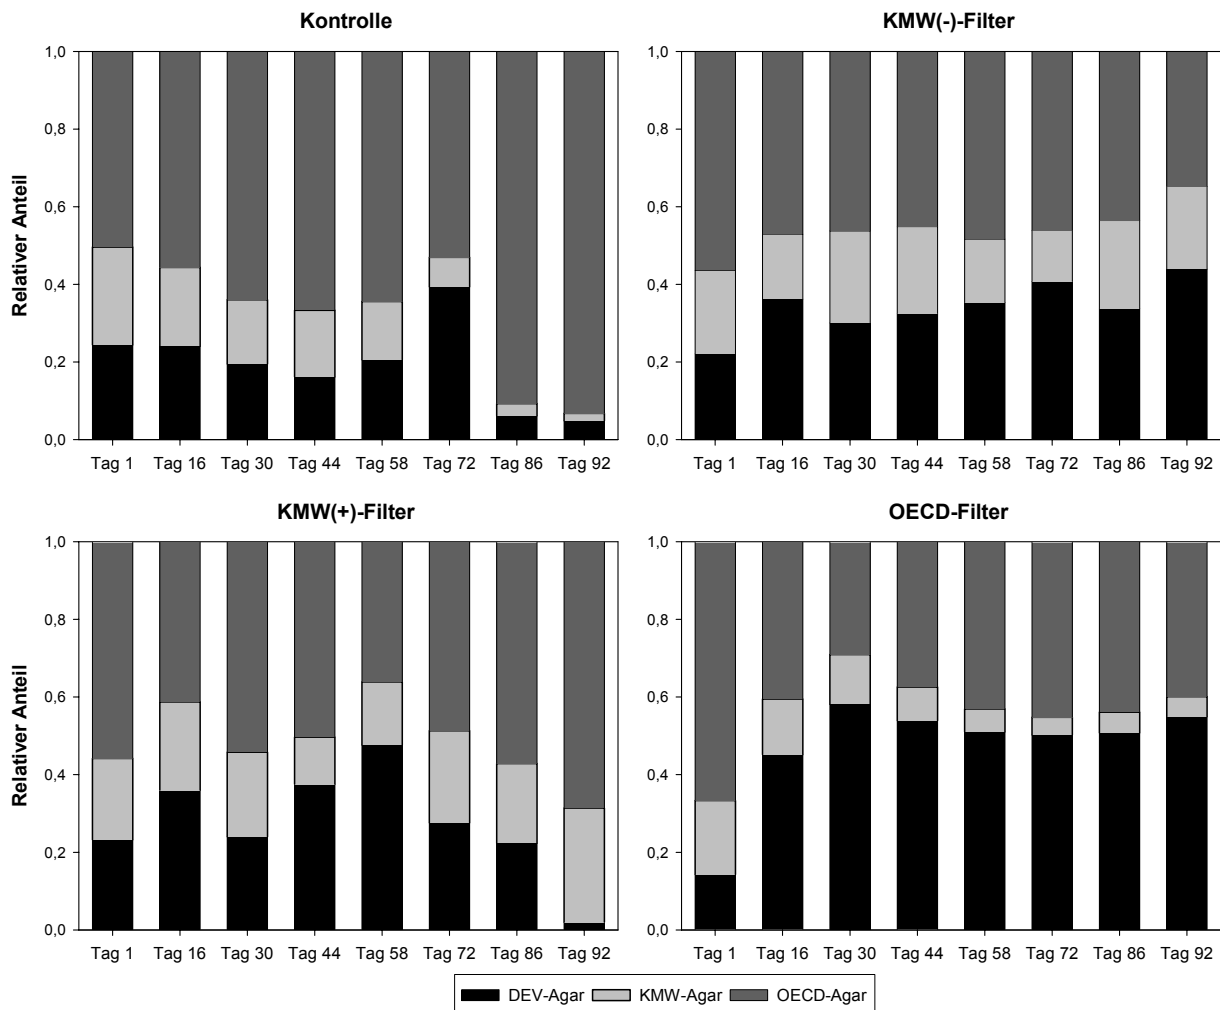 Kontrolle
Relativer Anteil
1,0
0,8
0,6
0,4
0,2
0,0
Tag 1 Tag 16 Tag 30 Tag 44 Tag 58 Tag 72 Tag 86 Tag 92
KMW(-)-Filter
1,0
0,8
0,6
0,4
0,2
0,0
Tag 1 Tag 16 Tag 30 Tag 44 Tag 58 Tag 72 Tag 86 Tag 92
KMW(+)-Filter
Relativer Anteil
1,0
0,8
0,6
0,4
0,2
0,0
Tag 1 Tag 16 Tag 30 Tag 44 Tag 58 Tag 72 Tag 86 Tag 92
OECD-Filter
1,0
0,8
0,6
0,4
0,2
0,0
Tag 1 Tag 16 Tag 30 Tag 44 Tag 58 Tag 72 Tag 86 Tag 92
DEV-Agar KMW-Agar OECD-Agar